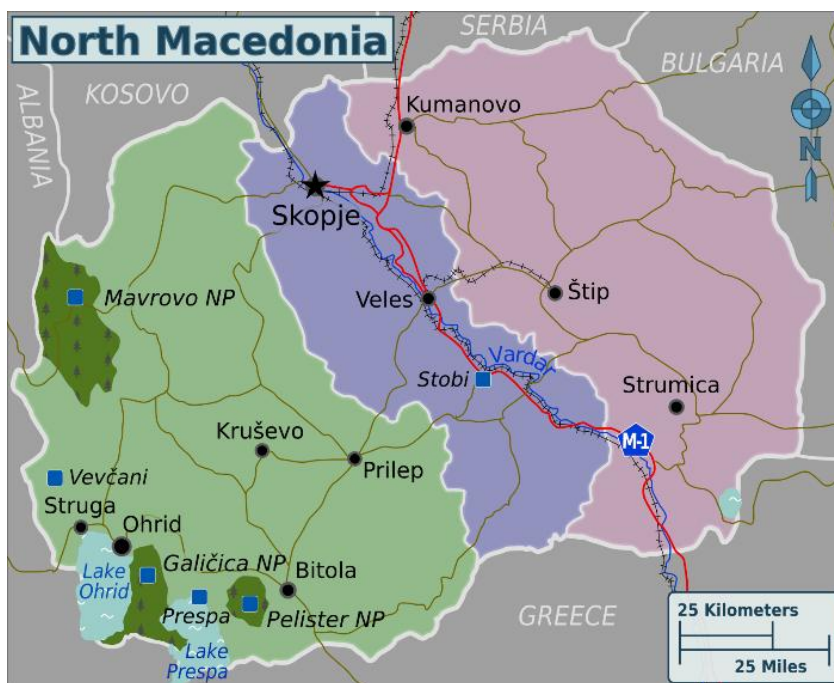 North Macedonia
SERBIA
BULGARIA
KOSOVO
ALBANIA
N
Kumanovo
Skopje
Mavrovo NP
Veles
Štip
Vardar
Stobi
Strumica
Kruševo
M-1
Prilep
Vevčani
Struga
Ohrid
Galičica NP
Bitola
Lake
Ohrid
Prespa
Pelister NP
GREECE
Lake
Prespa
25 Kilometers
25 Miles